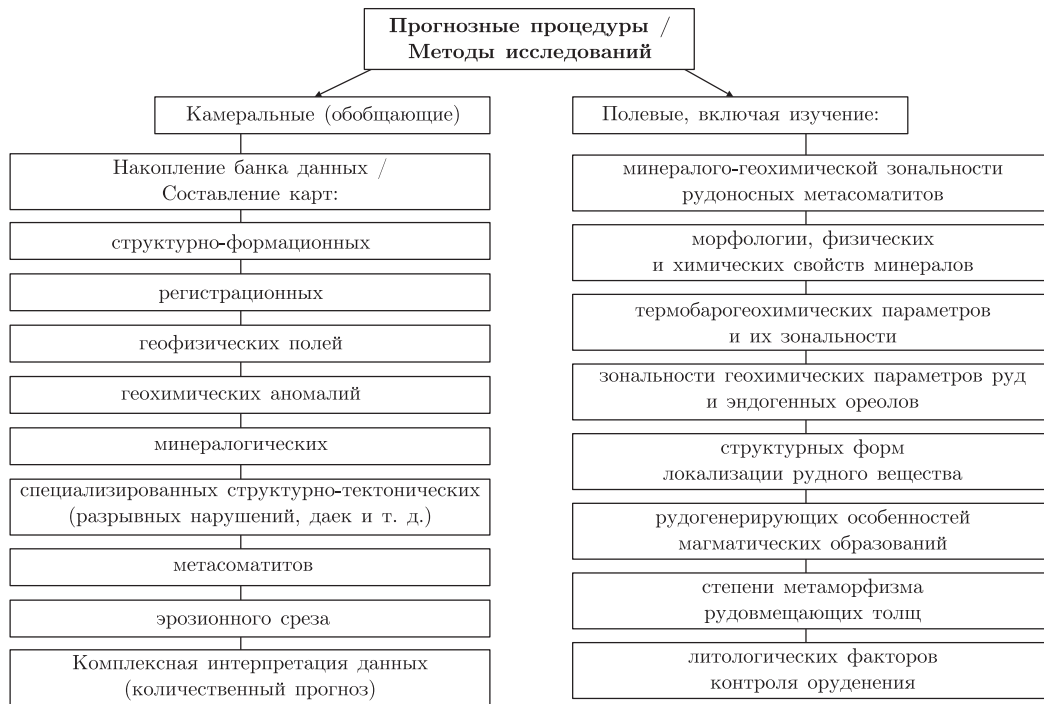 Прогнозные процедуры /
Методы исследований
Камеральные (обобщающие)
Накопление банка данных /
Составление карт:
структурно-формационных
регистрационных
геофизических полей
геохимических аномалий
минералогических
специализированных структурно-тектонических
(разрывных нарушений, даек и т. д.)
метасоматитов
эрозионного среза
Комплексная интерпретация данных
(количественный прогноз)
Полевые, включая изучение:
минералого-геохимической зональности
рудоносных метасоматитов
морфологии, физических
и химических свойств минералов
термобарогеохимических параметров
и их зональности
зональности геохимических параметров руд
и эндогенных ореолов
структурных форм
локализации рудного вещества
рудогенерирующих особенностей
магматических образований
степени метаморфизма
рудовмещающих толщ
литологических факторов
контроля оруденения